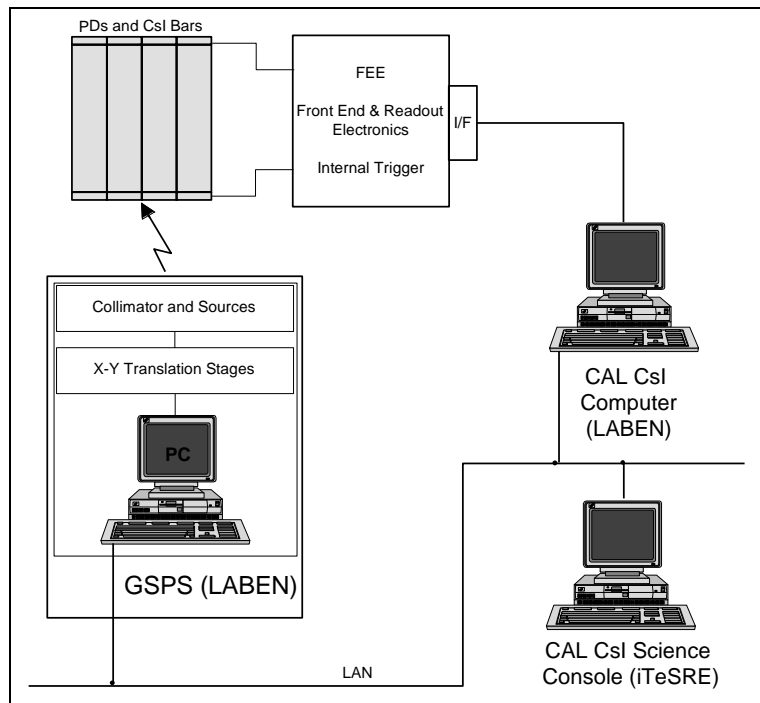 PDs and CsI Bars
FEE
Front End & Readout
Electronics
Internal Trigger
I/F
Collimator and Sources
X-Y Translation Stages
PC
GSPS (LABEN)
CAL CsI
Computer
(LABEN)
LAN
CAL CsI Science
Console (iTeSRE)